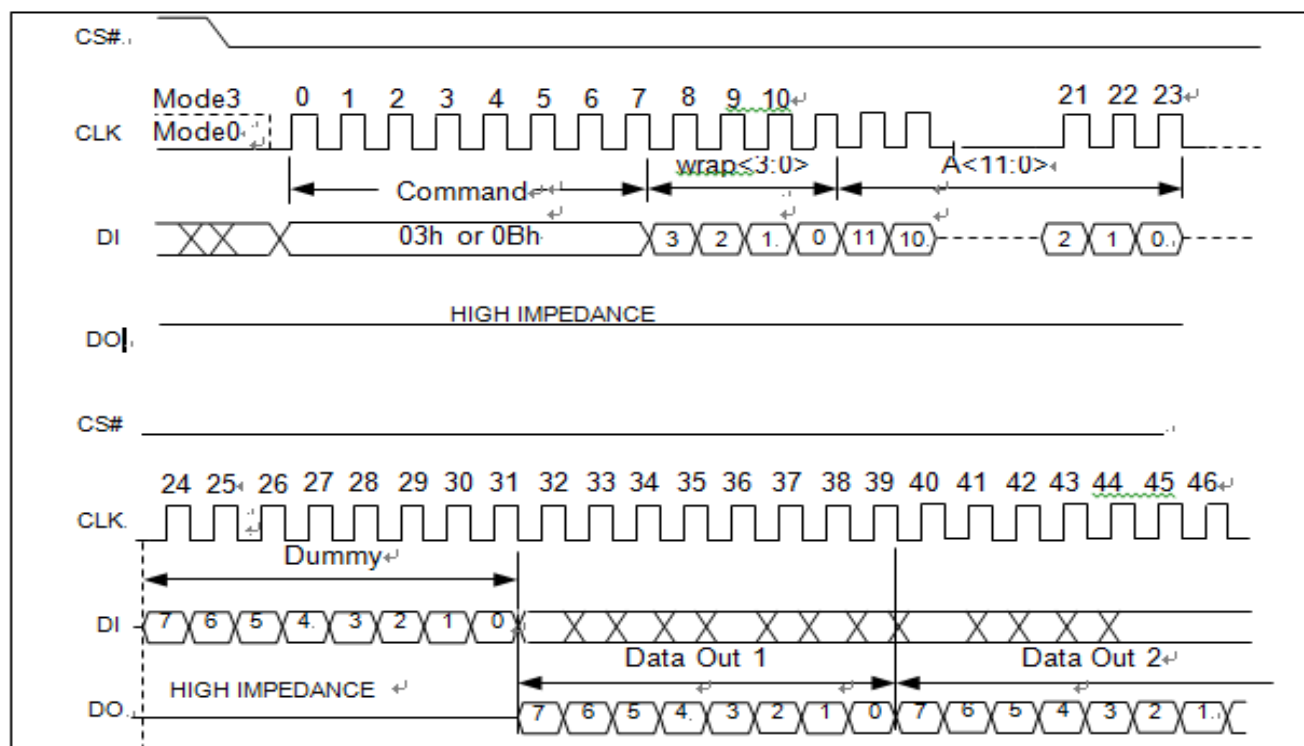 CS#
Mode3 0 1 2 3 4 5 6 7 8 9 10 21 22 23
CLK Mode0
wrap<3:0> A<11:0>
Command
DI 03h or 0Bh 3 2 1. 0 11 10. 2 1 0.
HIGH IMPEDANCE
DO
CS#
24 25 26 27 28 29 30 31 32 33 34 35 36 37 38 39 40 41 42 43 44 45 46
CLK
Dummy
DI 7 6 5 4. 3 2 1 0
Data Out 1 Data Out 2
HIGH IMPEDANCE
DO 7 6 5 4. 3 2 1 0 7 6 5 4 3 2 1.